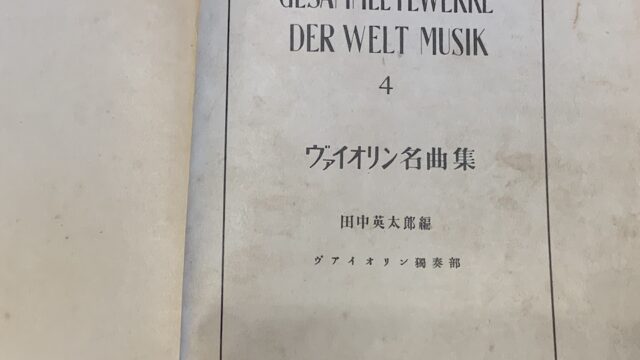 GESAMMELTEWERKE
DER WELT MUSIK
4
ヴァイオリン名曲集
田中英太郎編
ヴァイオリン獨奏部